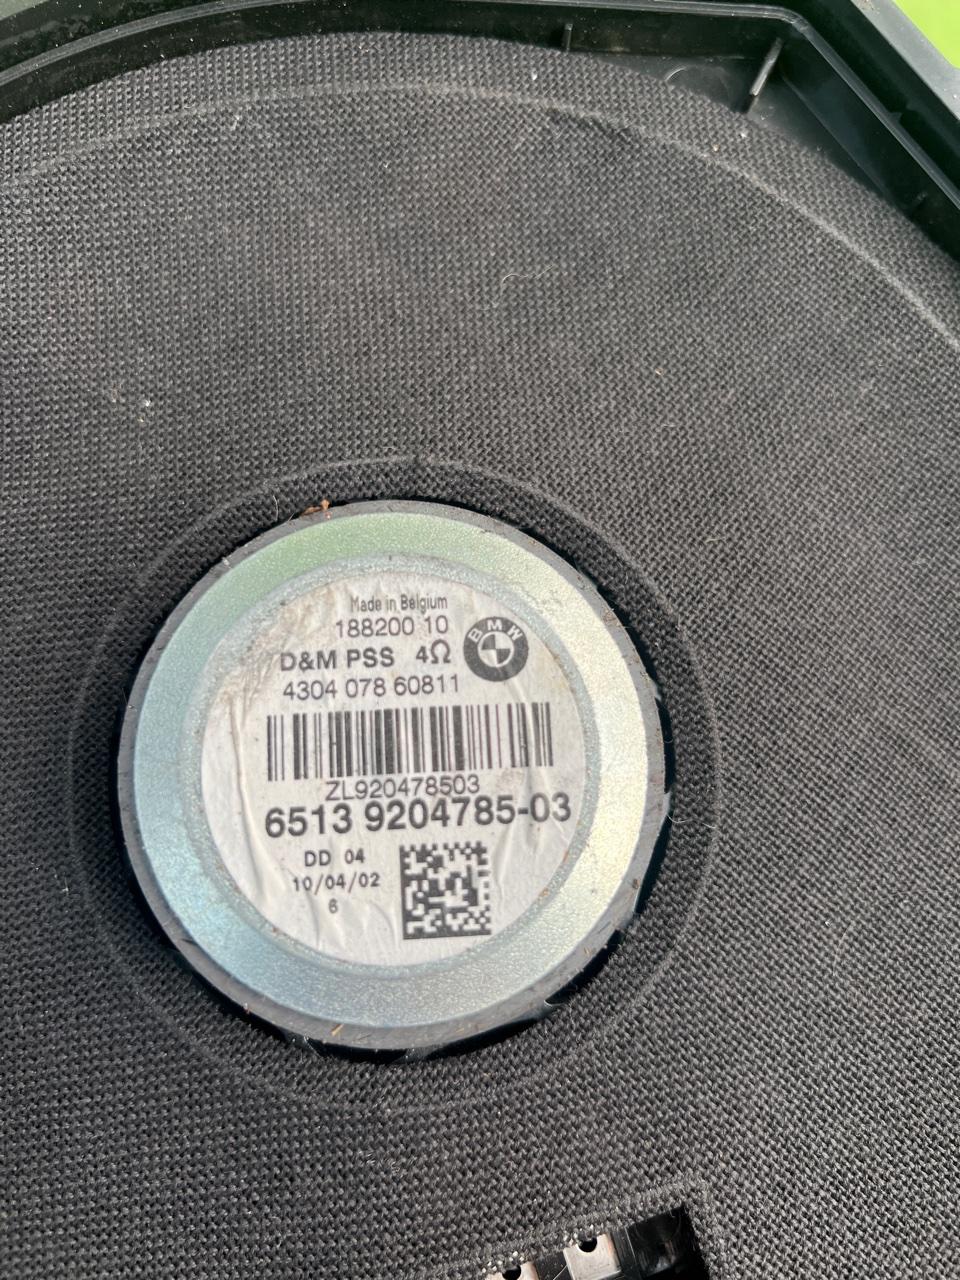 Made in Belgium
188200 10
BMW
D&M PSS 4Ω
4304 078 60811
ZL920478503
6513 9204785-03
DD 04
10/04/02
6